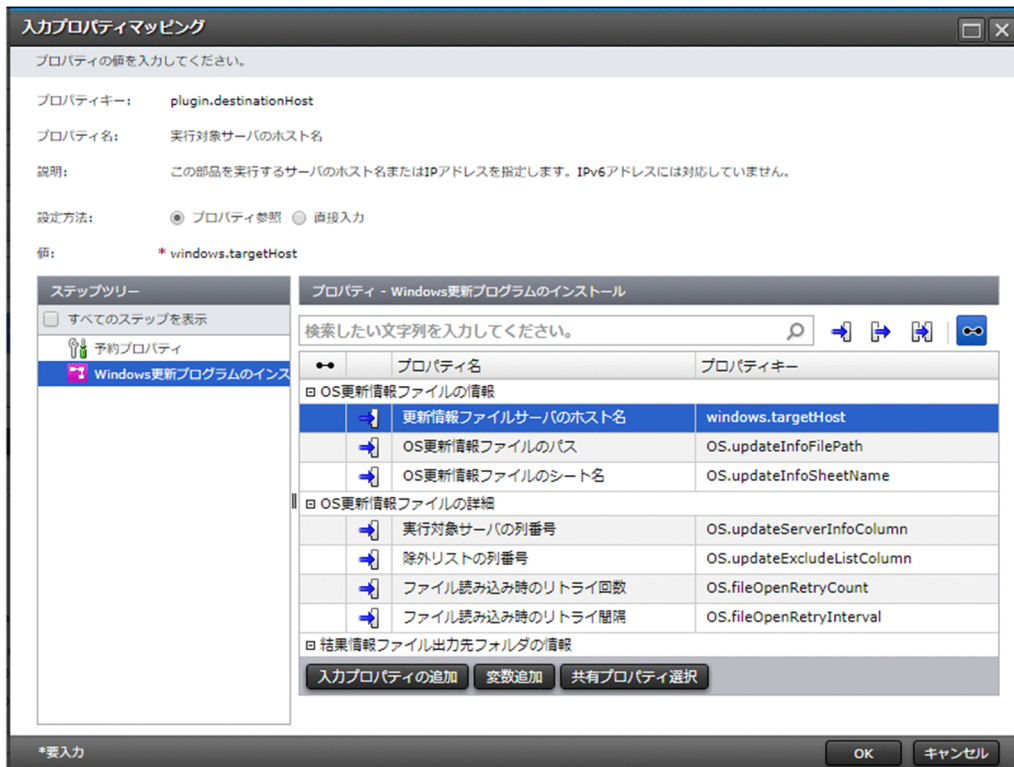 入力プロパティマッピング
プロパティの値を入力してください。
プロパティキー: plugin.destinationHost
プロパティ名: 実行対象サーバのホスト名
説明: この部品を実行するサーバのホスト名またはIPアドレスを指定します。IPv6アドレスには対応していません。
設定方法: プロパティ参照 直接入力
値: * windows.targetHost
ステップツリー
すべてのステップを表示
予約プロパティ
Windows更新プログラムのインス
プロパティ - Windows更新プログラムのインストール
検索したい文字列を入力してください。
プロパティ名 プロパティキー
OS更新情報ファイルの情報
更新情報ファイルサーバのホスト名 windows.targetHost
OS更新情報ファイルのパス OS.updateInfoFilePath
OS更新情報ファイルのシート名 OS.updateInfoSheetName
OS更新情報ファイルの詳細
実行対象サーバの列番号 OS.updateServerInfoColumn
除外リストの列番号 OS.updateExcludeListColumn
ファイル読み込み時のリトライ回数 OS.fileOpenRetryCount
ファイル読み込み時のリトライ間隔 OS.fileOpenRetryInterval
結果情報ファイル出力先フォルダの情報
入力プロパティの追加 変数追加 共有プロパティ選択
*要入力 OK キャンセル